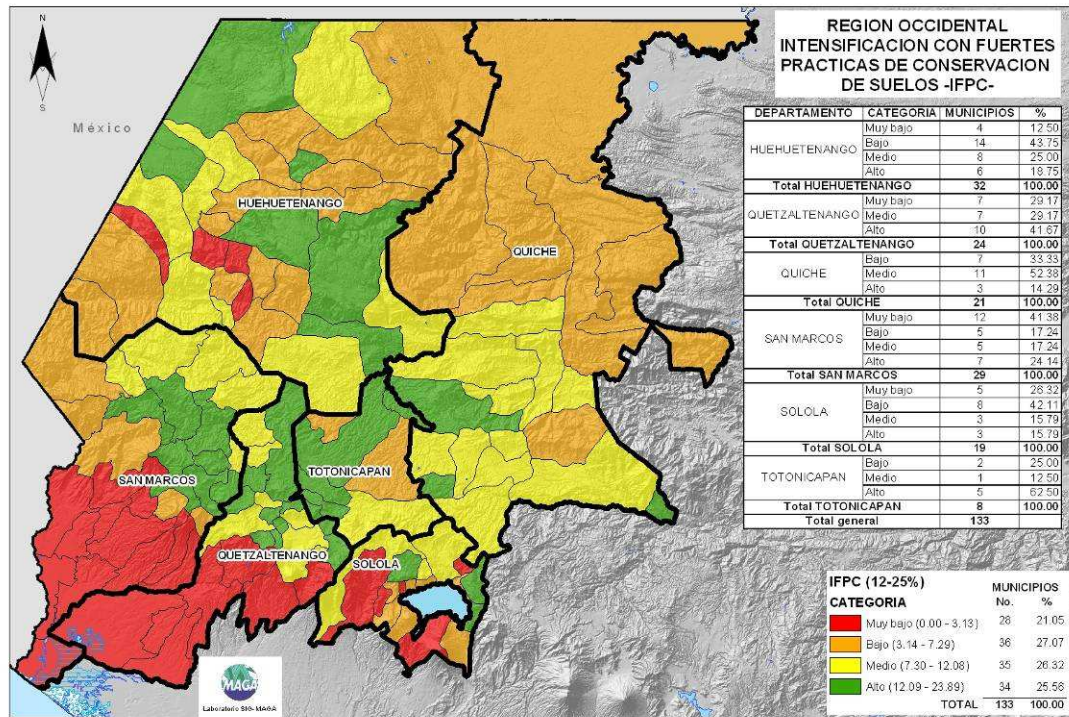 REGION OCCIDENTAL
INTENSIFICACION CON FUERTES
PRACTICAS DE CONSERVACION
DE SUELOS -IFPC-
N
S
México
HUEHUETENANGO
QUICHE
SAN MARCOS
TOTONICAPAN
QUETZALTENANGO
SOLOLA
DEPARTAMENTO CATEGORIA MUNICIPIOS %
HUEHUETENANGO
Muy bajo 4 12.50
Bajo 14 43.75
Medio 8 25.00
Alto 6 18.75
Total HUEHUETENANGO 32 100.00
QUETZALTENANGO
Muy bajo 7 29.17
Medio 7 29.17
Alto 10 41.67
Total QUETZALTENANGO 24 100.00
QUICHE
Bajo 7 33.33
Medio 11 52.38
Alto 3 14.29
Total QUICHE 21 100.00
SAN MARCOS
Muy bajo 12 41.38
Bajo 5 17.24
Medio 5 17.24
Alto 7 24.14
Total SAN MARCOS 29 100.00
SOLOLA
Muy bajo 5 26.32
Bajo 8 42.11
Medio 3 15.79
Alto 3 15.79
Total SOLOLA 19 100.00
TOTONICAPAN
Bajo 2 25.00
Medio 1 12.50
Alto 5 62.50
Total TOTONICAPAN 8 100.00
Total general 133
IFPC (12-25%) MUNICIPIOS
CATEGORIA No. %
Muy bajo (0.00 - 3.13) 28 21.05
Bajo (3.14 - 7.29) 36 27.07
Medio (7.30 - 12.08) 35 26.32
Alto (12.09 - 23.89) 34 25.56
TOTAL 133 100.00
MAGA
Laboratorio SIG-MAGA